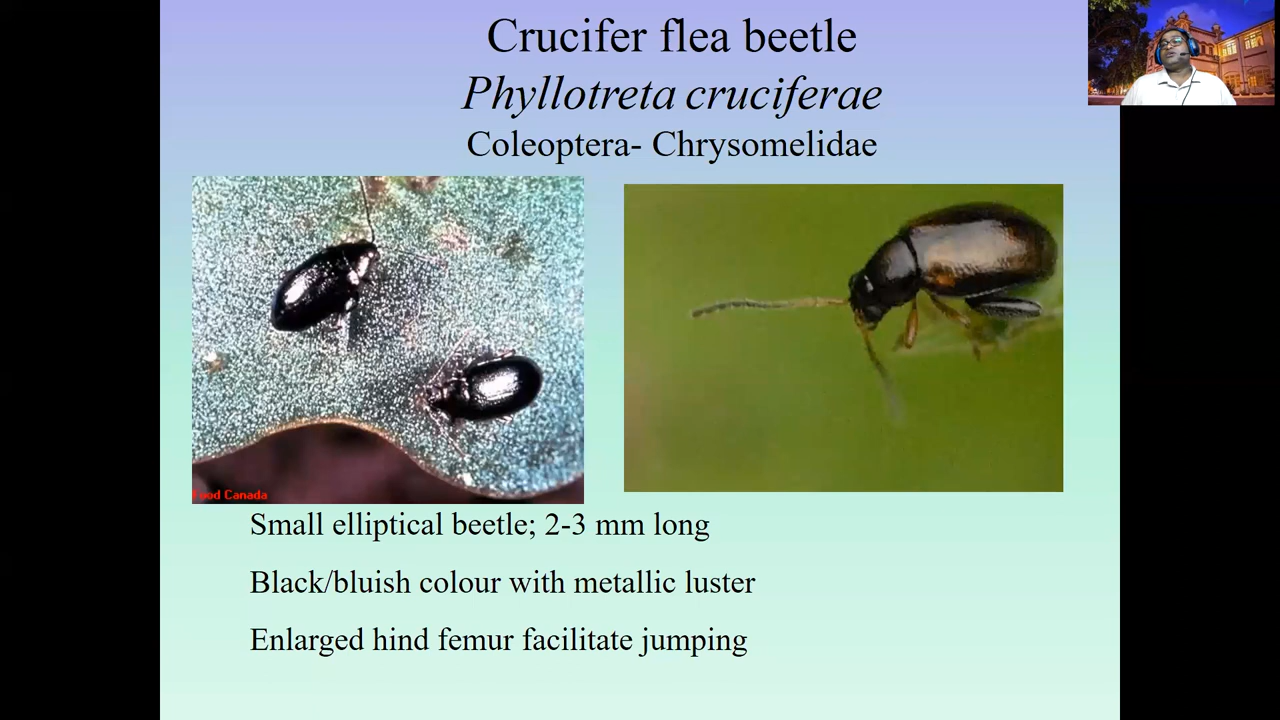 Crucifer flea beetle
Phyllotreta cruciferae
Coleoptera- Chrysomelidae
Food Canada
Small elliptical beetle; 2-3 mm long
Black/bluish colour with metallic luster
Enlarged hind femur facilitate jumping